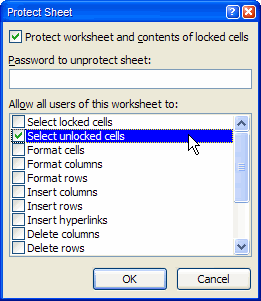 Protect Sheet
Protect worksheet and contents of locked cells
Password to unprotect sheet:
Allow all users of this worksheet to:
Select locked cells
Select unlocked cells
Format cells
Format columns
Format rows
Insert columns
Insert rows
Insert hyperlinks
Delete columns
Delete rows
OK Cancel